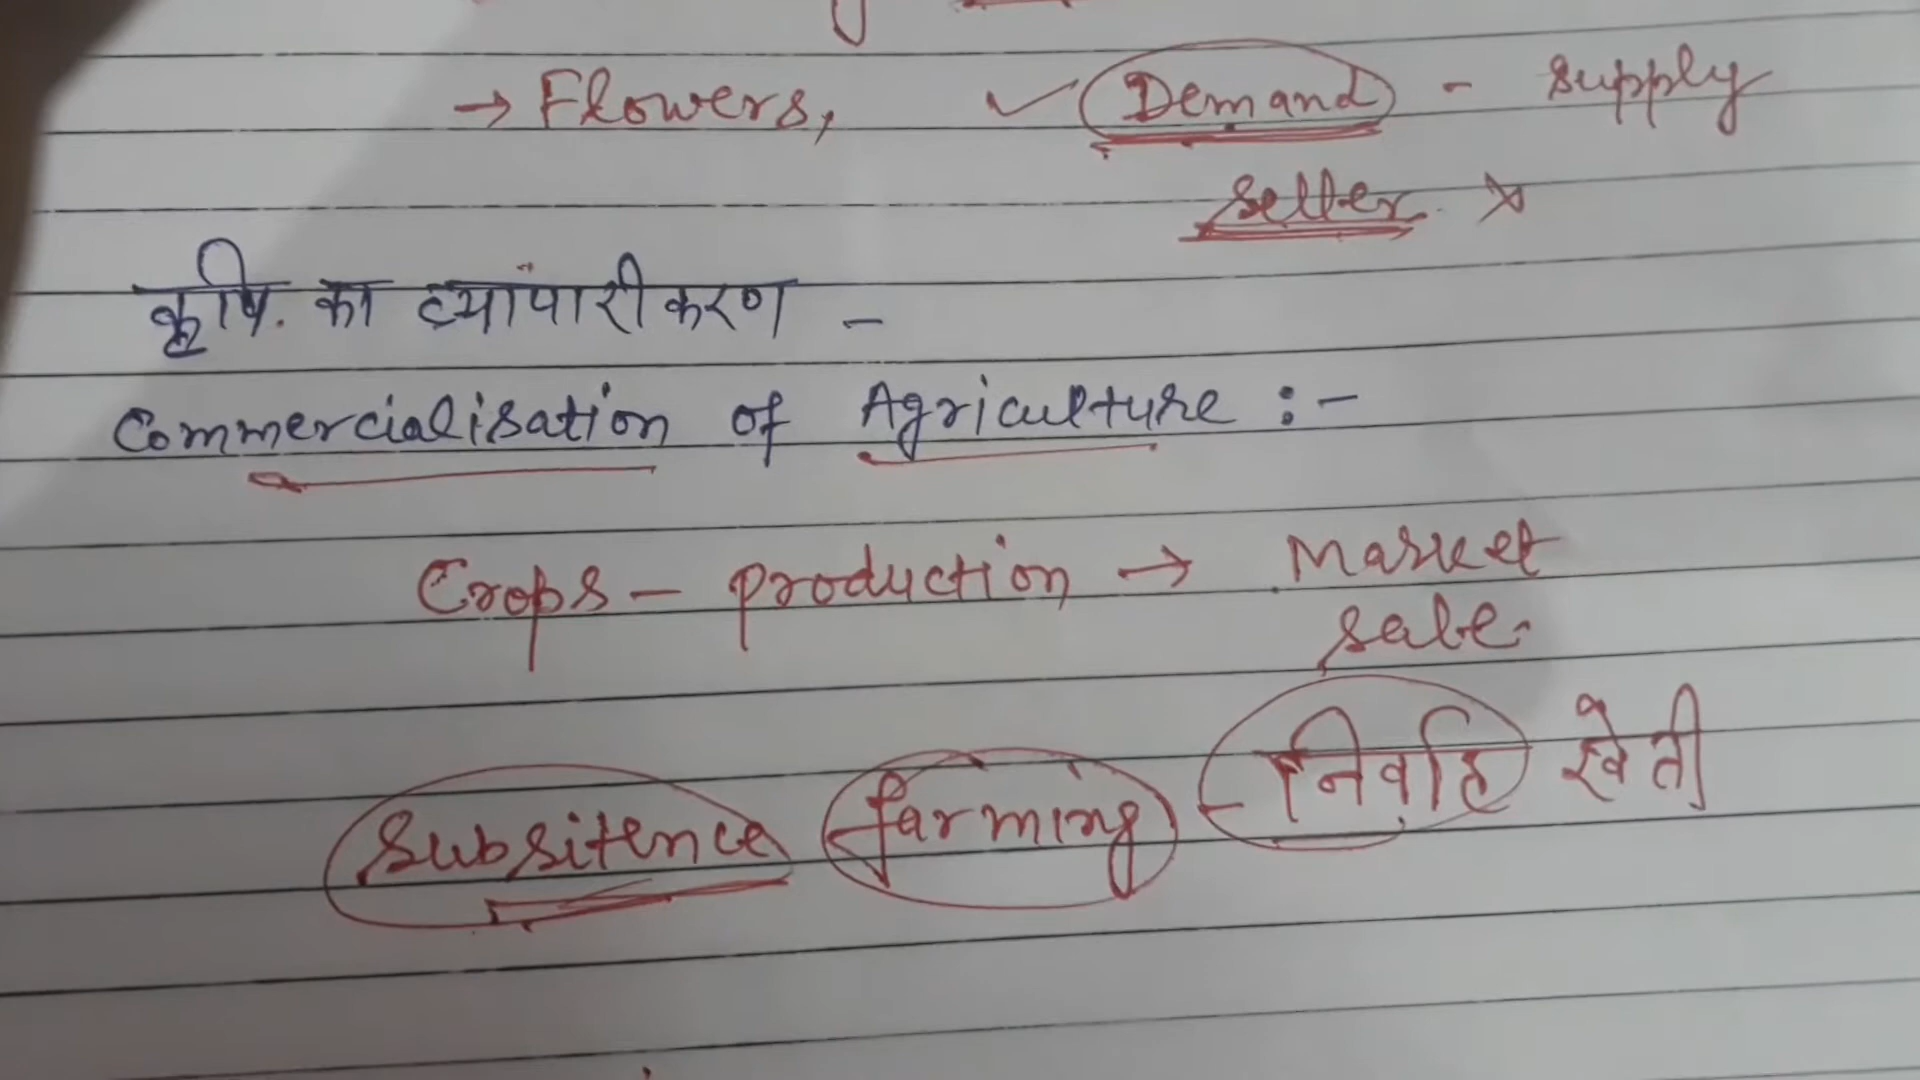 → Flowers, ✓ Demand - supply
seller. ×
कृषि. का व्यापारीकरण -
Commercialisation of Agriculture :-
Crops - production → Market
sale.
Subsitence farming - निर्वाह खेती